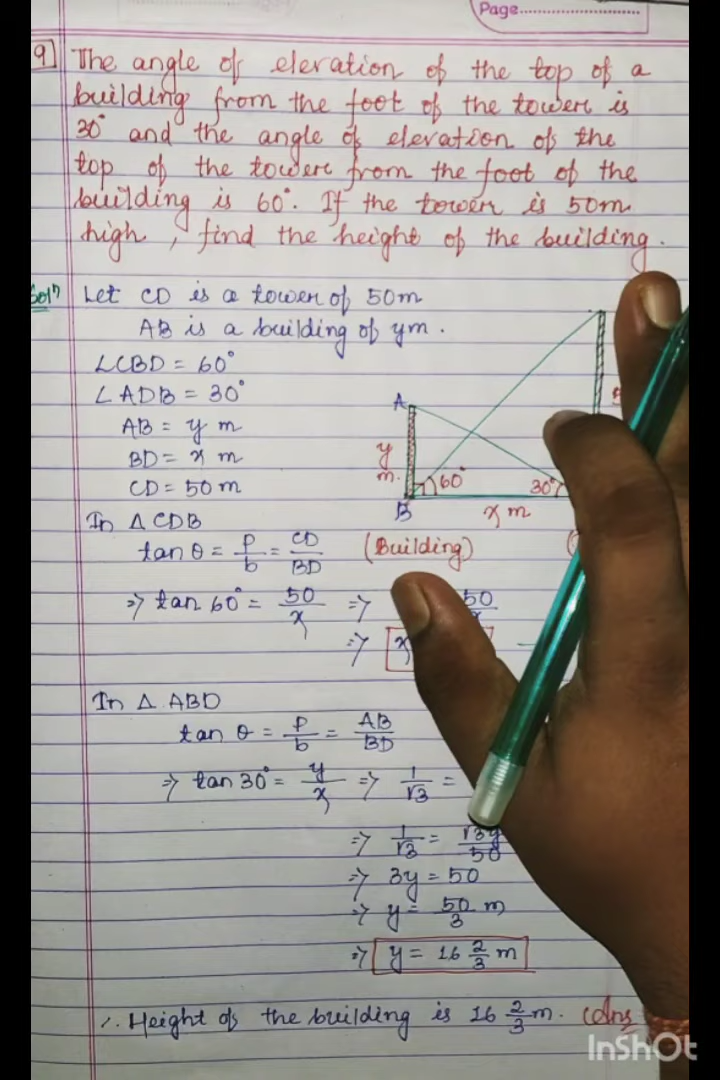 Page
9] The angle of elevation of the top of a
building from the foot of the tower is
30° and the angle of elevation of the
top of the tower from the foot of the
building is 60°. If the tower is 50m
high, find the height of the building.
Solⁿ Let CD is a tower of 50m
AB is a building of ym.
∠CBD = 60°
∠ADB = 30°
AB = y m
BD = x m
CD = 50 m
A
y
m.
60°
30°
B
x m
(Building)
In △ CDB
tan θ = p/b = CD/BD
⇒ tan 60° = 50/x ⇒ 50/x
⇒ x
In △ ABD
tan θ = p/b = AB/BD
⇒ tan 30° = y/x ⇒ 1/√3 =
⇒ 1/√3 = √3y/50
⇒ 3y = 50
⇒ y = 50/3 m
⇒ y = 16 2/3 m
∴ Height of the building is 16 2/3 m. (Ans
InShOt